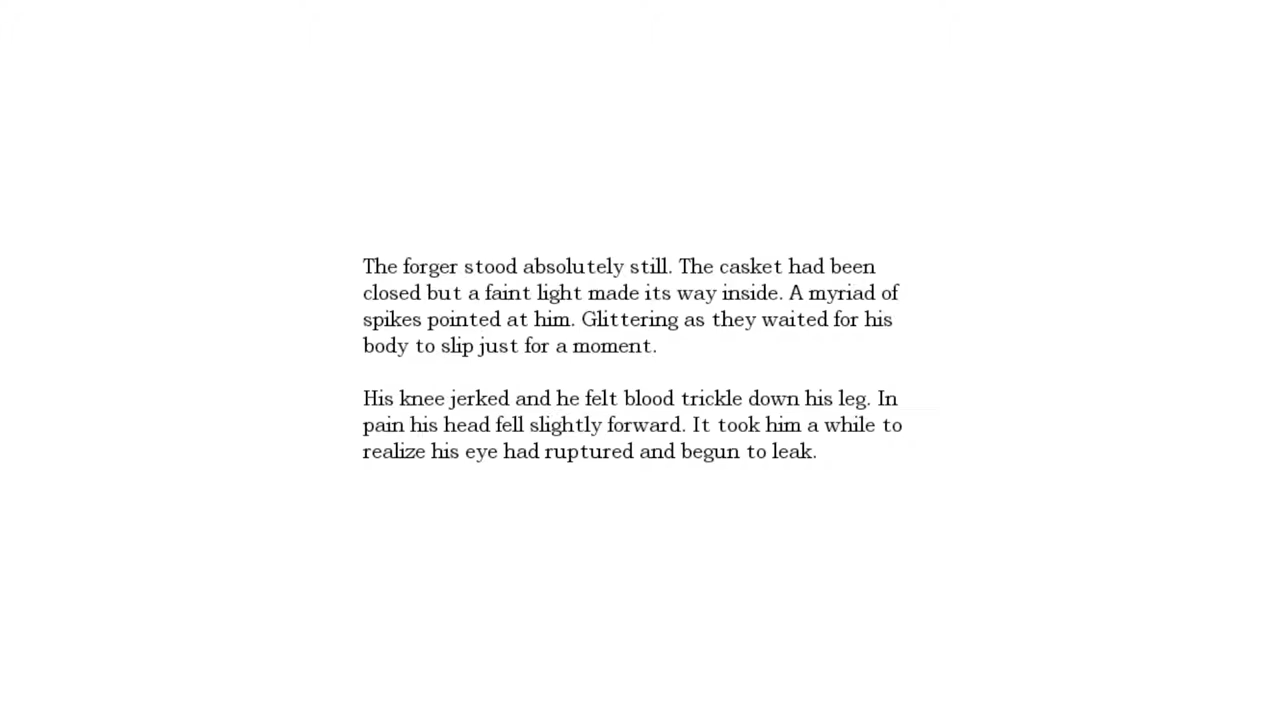 The forger stood absolutely still. The casket had been
closed but a faint light made its way inside. A myriad of
spikes pointed at him. Glittering as they waited for his
body to slip just for a moment.
His knee jerked and he felt blood trickle down his leg. In
pain his head fell slightly forward. It took him a while to
realize his eye had ruptured and begun to leak.